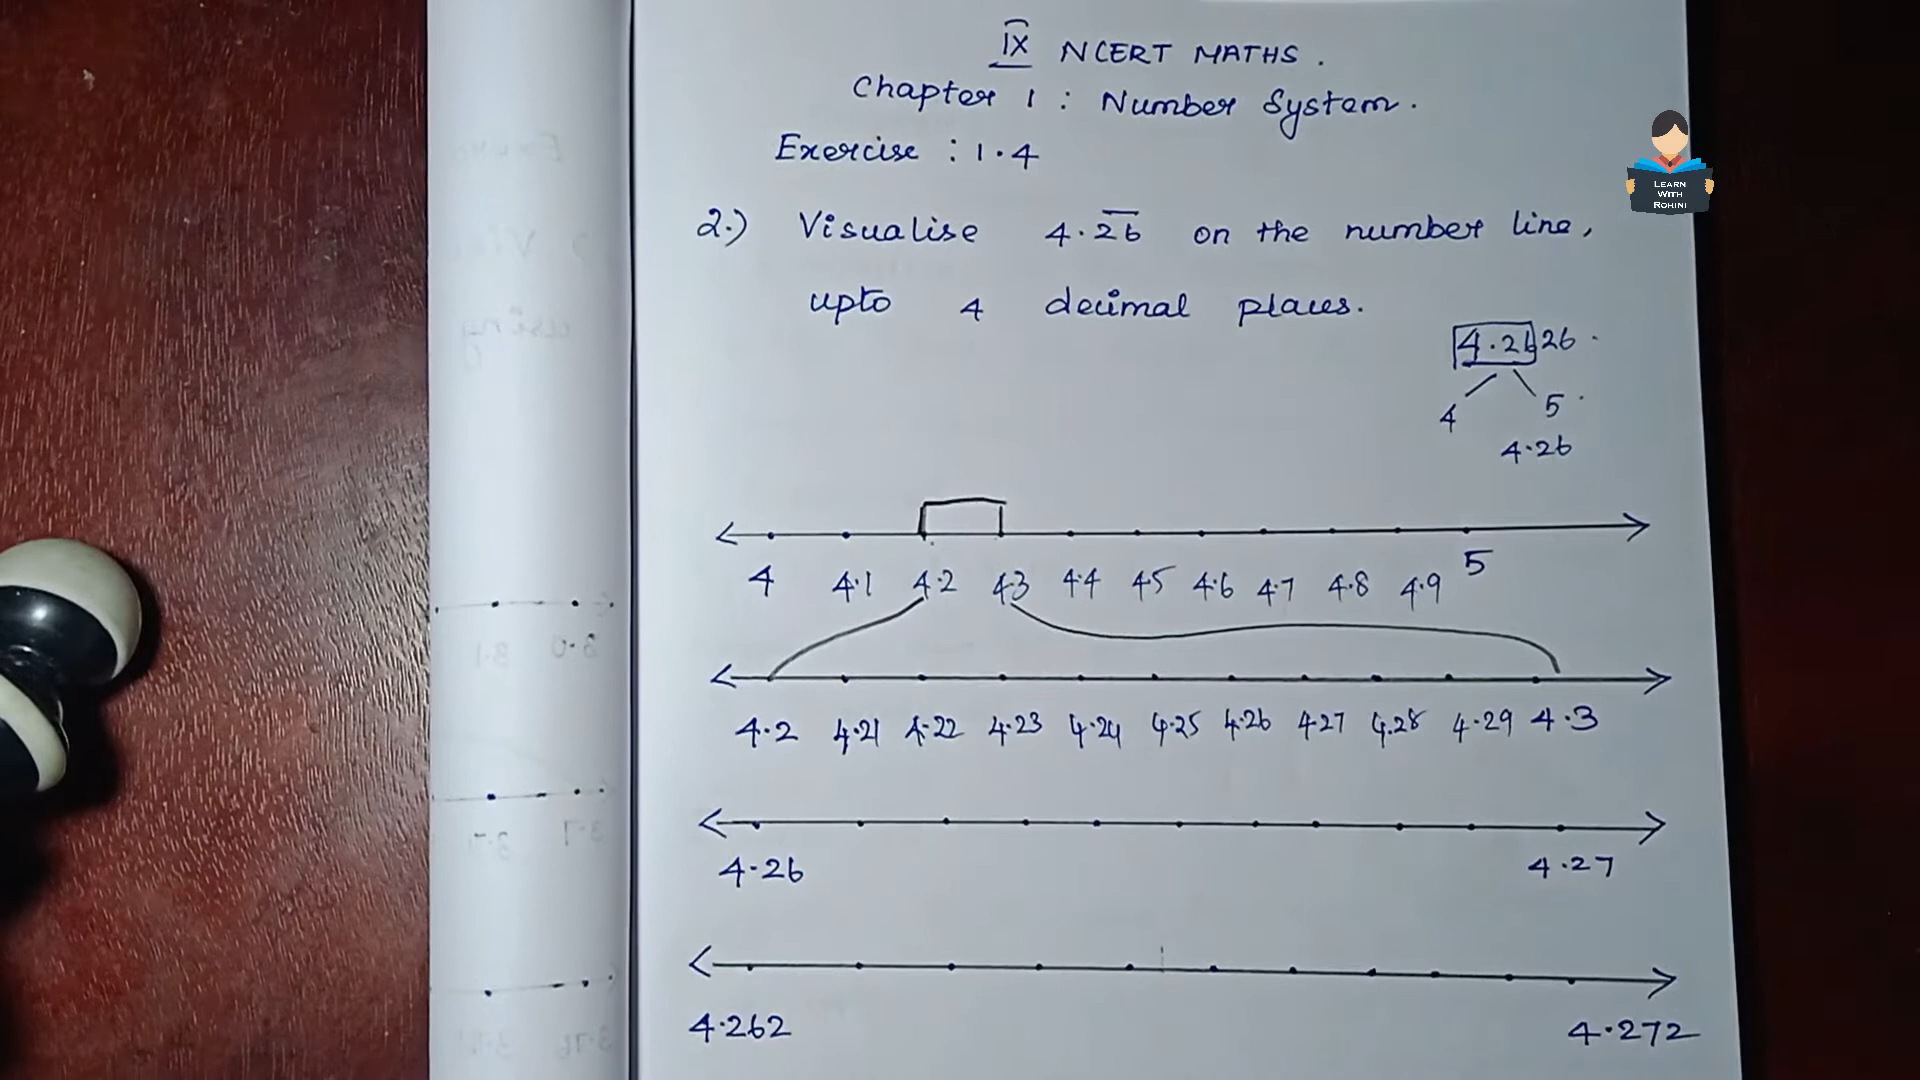 IX NCERT MATHS.
Chapter 1 : Number System.
Exercise : 1.4
LEARN
WITH
ROHINI
2.) Visualise 4.2̅6̅ on the number line,
upto 4 decimal places.
4.2626.
4 5.
4.26
4 4.1 4.2 4.3 4.4 4.5 4.6 4.7 4.8 4.9 5
4.2 4.21 4.22 4.23 4.24 4.25 4.26 4.27 4.28 4.29 4.3
4.26 4.27
4.262 4.272